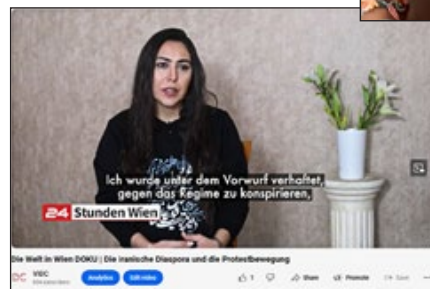 Ich wurde unter dem Vorwurf verhaftet,
gegen das Regime zu konspirieren,
24 Stunden Wien
Die Welt in Wien DOKU | Die iranische Diaspora und die Protestbewegung
VIDC
Analytics
Edit video
1
Share
Promote
Save